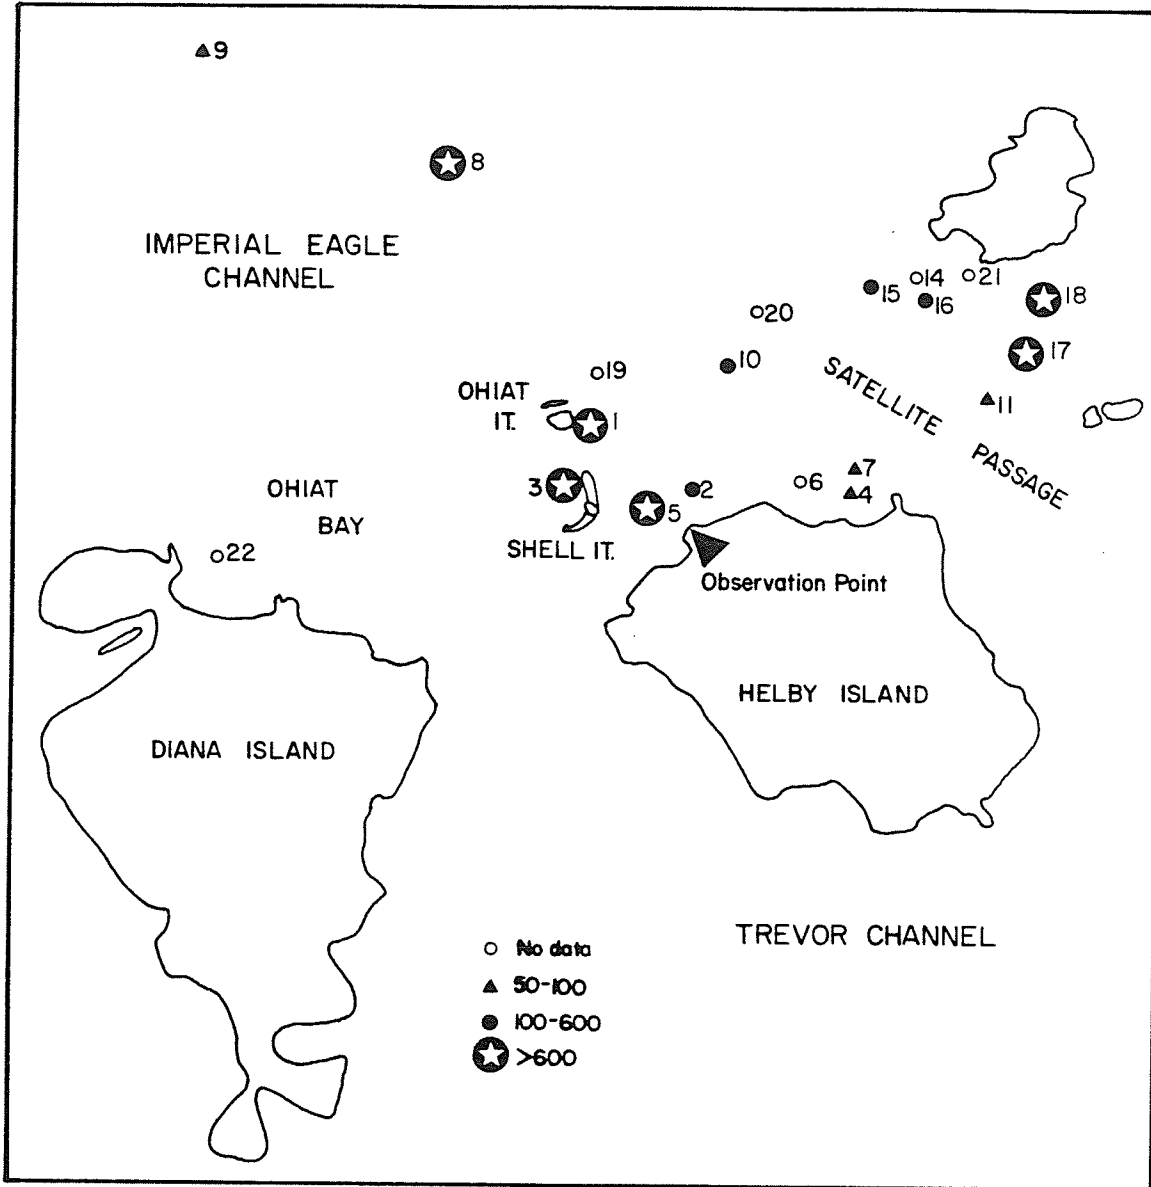 9
8
IMPERIAL EAGLE
CHANNEL
14
21
15
16
18
20
17
10
19
SATELLITE
PASSAGE
OHIAT
IT.
1
11
7
3
OHIAT
BAY
2
6
4
5
SHELL IT.
22
Observation Point
HELBY ISLAND
DIANA ISLAND
TREVOR CHANNEL
No data
50-100
100-600
>600